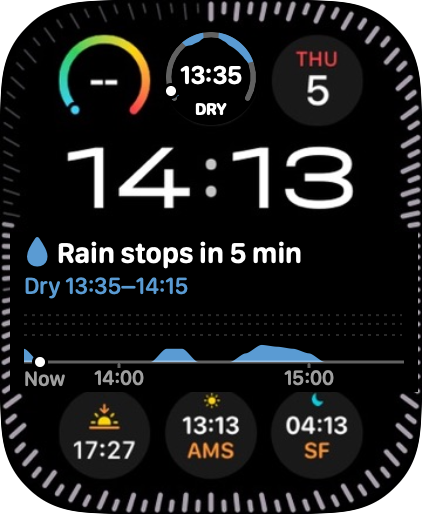 --
13:35
DRY
THU
5
14:13
Rain stops in 5 min
Dry 13:35–14:15
Now 14:00 15:00
17:27
13:13
AMS
04:13
SF